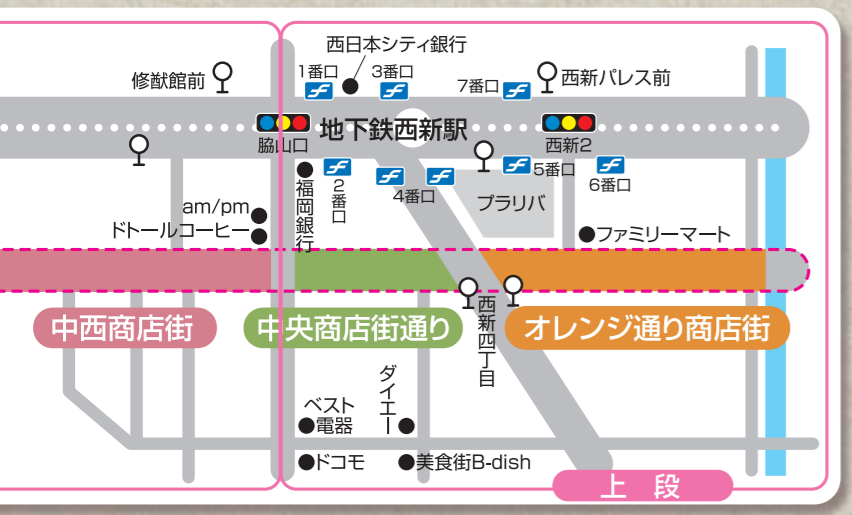 西日本シティ銀行
修猷館前
1番口
3番口
7番口
西新パレス前
地下鉄西新駅
脇山口
西新2
福岡銀行
2番口
4番口
5番口
6番口
プラリバ
am/pm
ドトールコーヒー
ファミリーマート
中西商店街
中央商店街通り
西新四丁目
オレンジ通り商店街
ダイエー
ベスト
電器
ドコモ
美食街B-dish
上 段